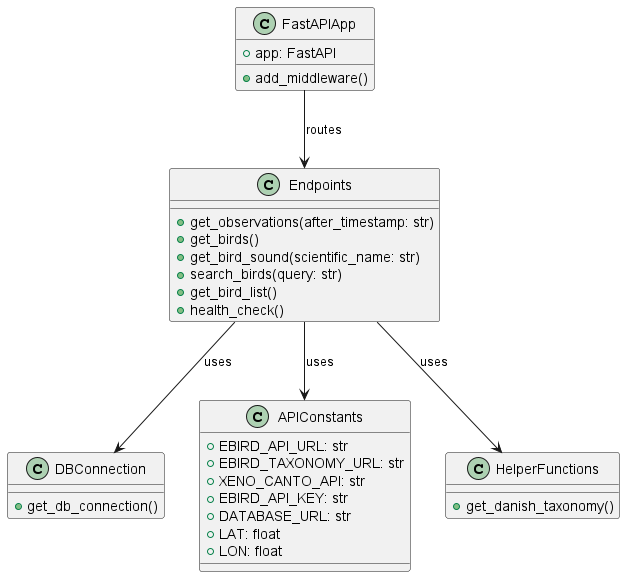 C FastAPIApp
app: FastAPI
add_middleware()
routes
C Endpoints
get_observations(after_timestamp: str)
get_birds()
get_bird_sound(scientific_name: str)
search_birds(query: str)
get_bird_list()
health_check()
uses
uses
uses
C DBConnection
get_db_connection()
C APIConstants
EBIRD_API_URL: str
EBIRD_TAXONOMY_URL: str
XENO_CANTO_API: str
EBIRD_API_KEY: str
DATABASE_URL: str
LAT: float
LON: float
C HelperFunctions
get_danish_taxonomy()